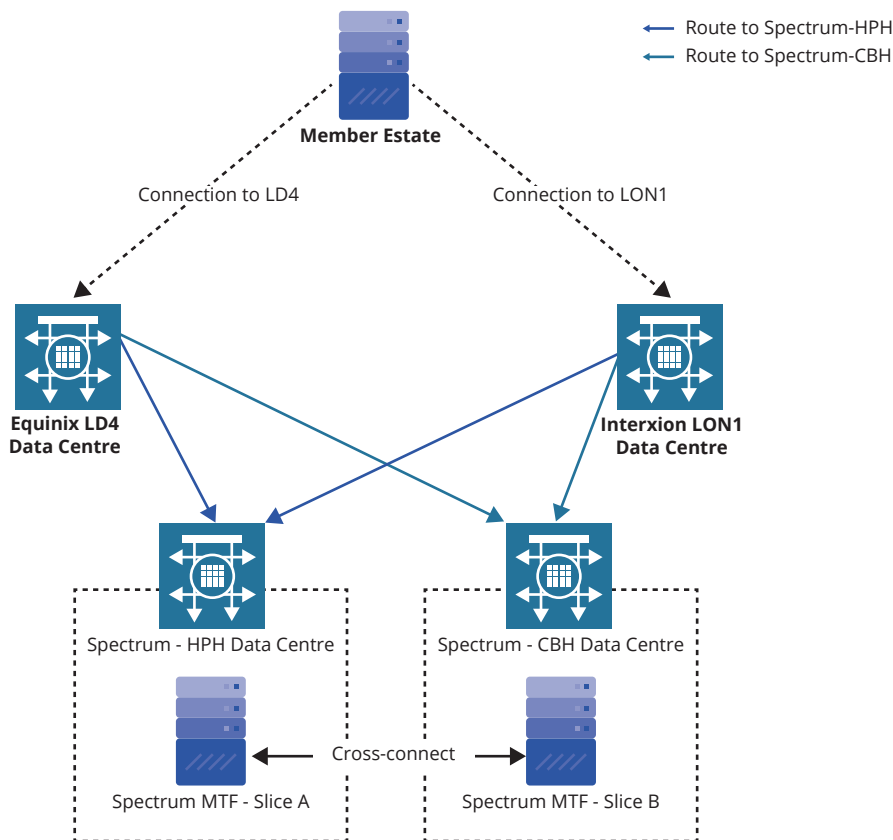 Route to Spectrum-HPH
Route to Spectrum-CBH
Member Estate
Connection to LD4
Connection to LON1
Equinix LD4
Data Centre
Interxion LON1
Data Centre
Spectrum - HPH Data Centre
Spectrum - CBH Data Centre
Cross-connect
Spectrum MTF - Slice A
Spectrum MTF - Slice B